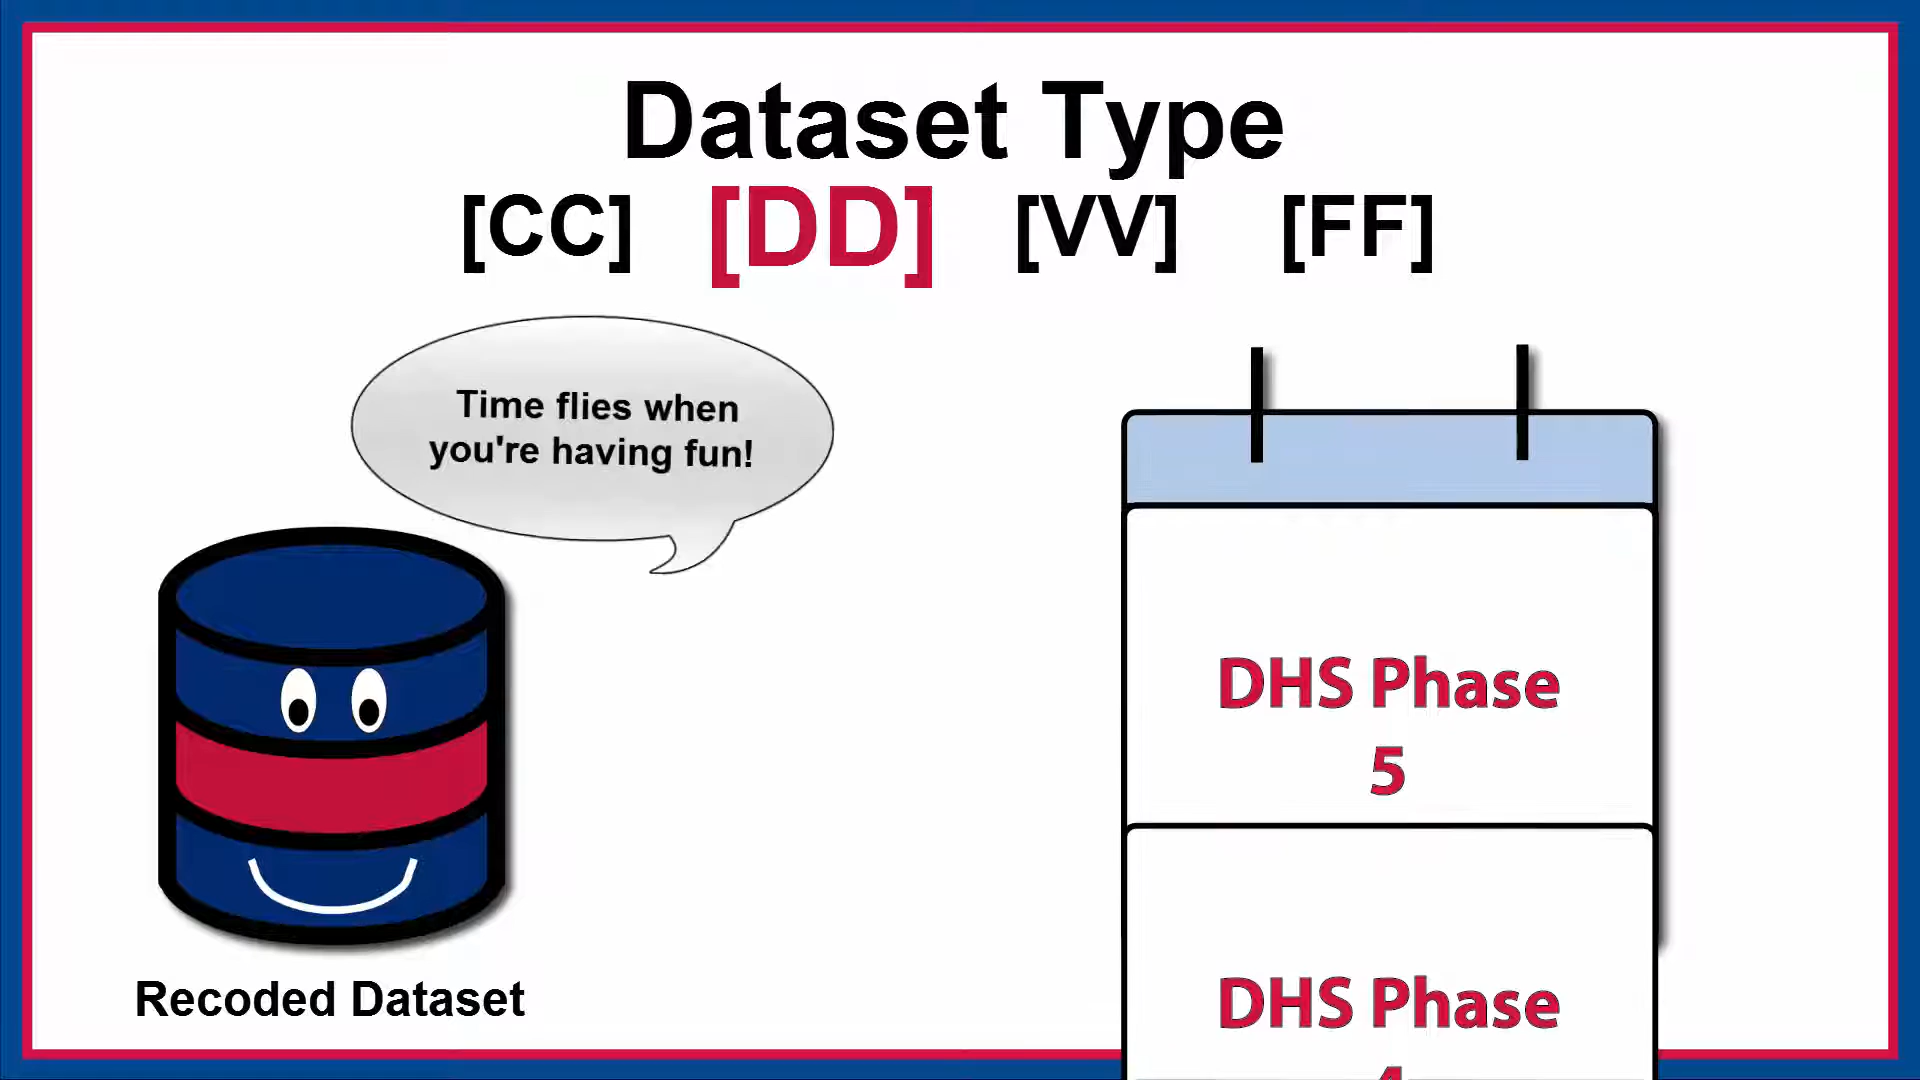 Dataset Type
[CC] [DD] [VV] [FF]
Time flies when
you're having fun!
DHS Phase
5
DHS Phase
Recoded Dataset